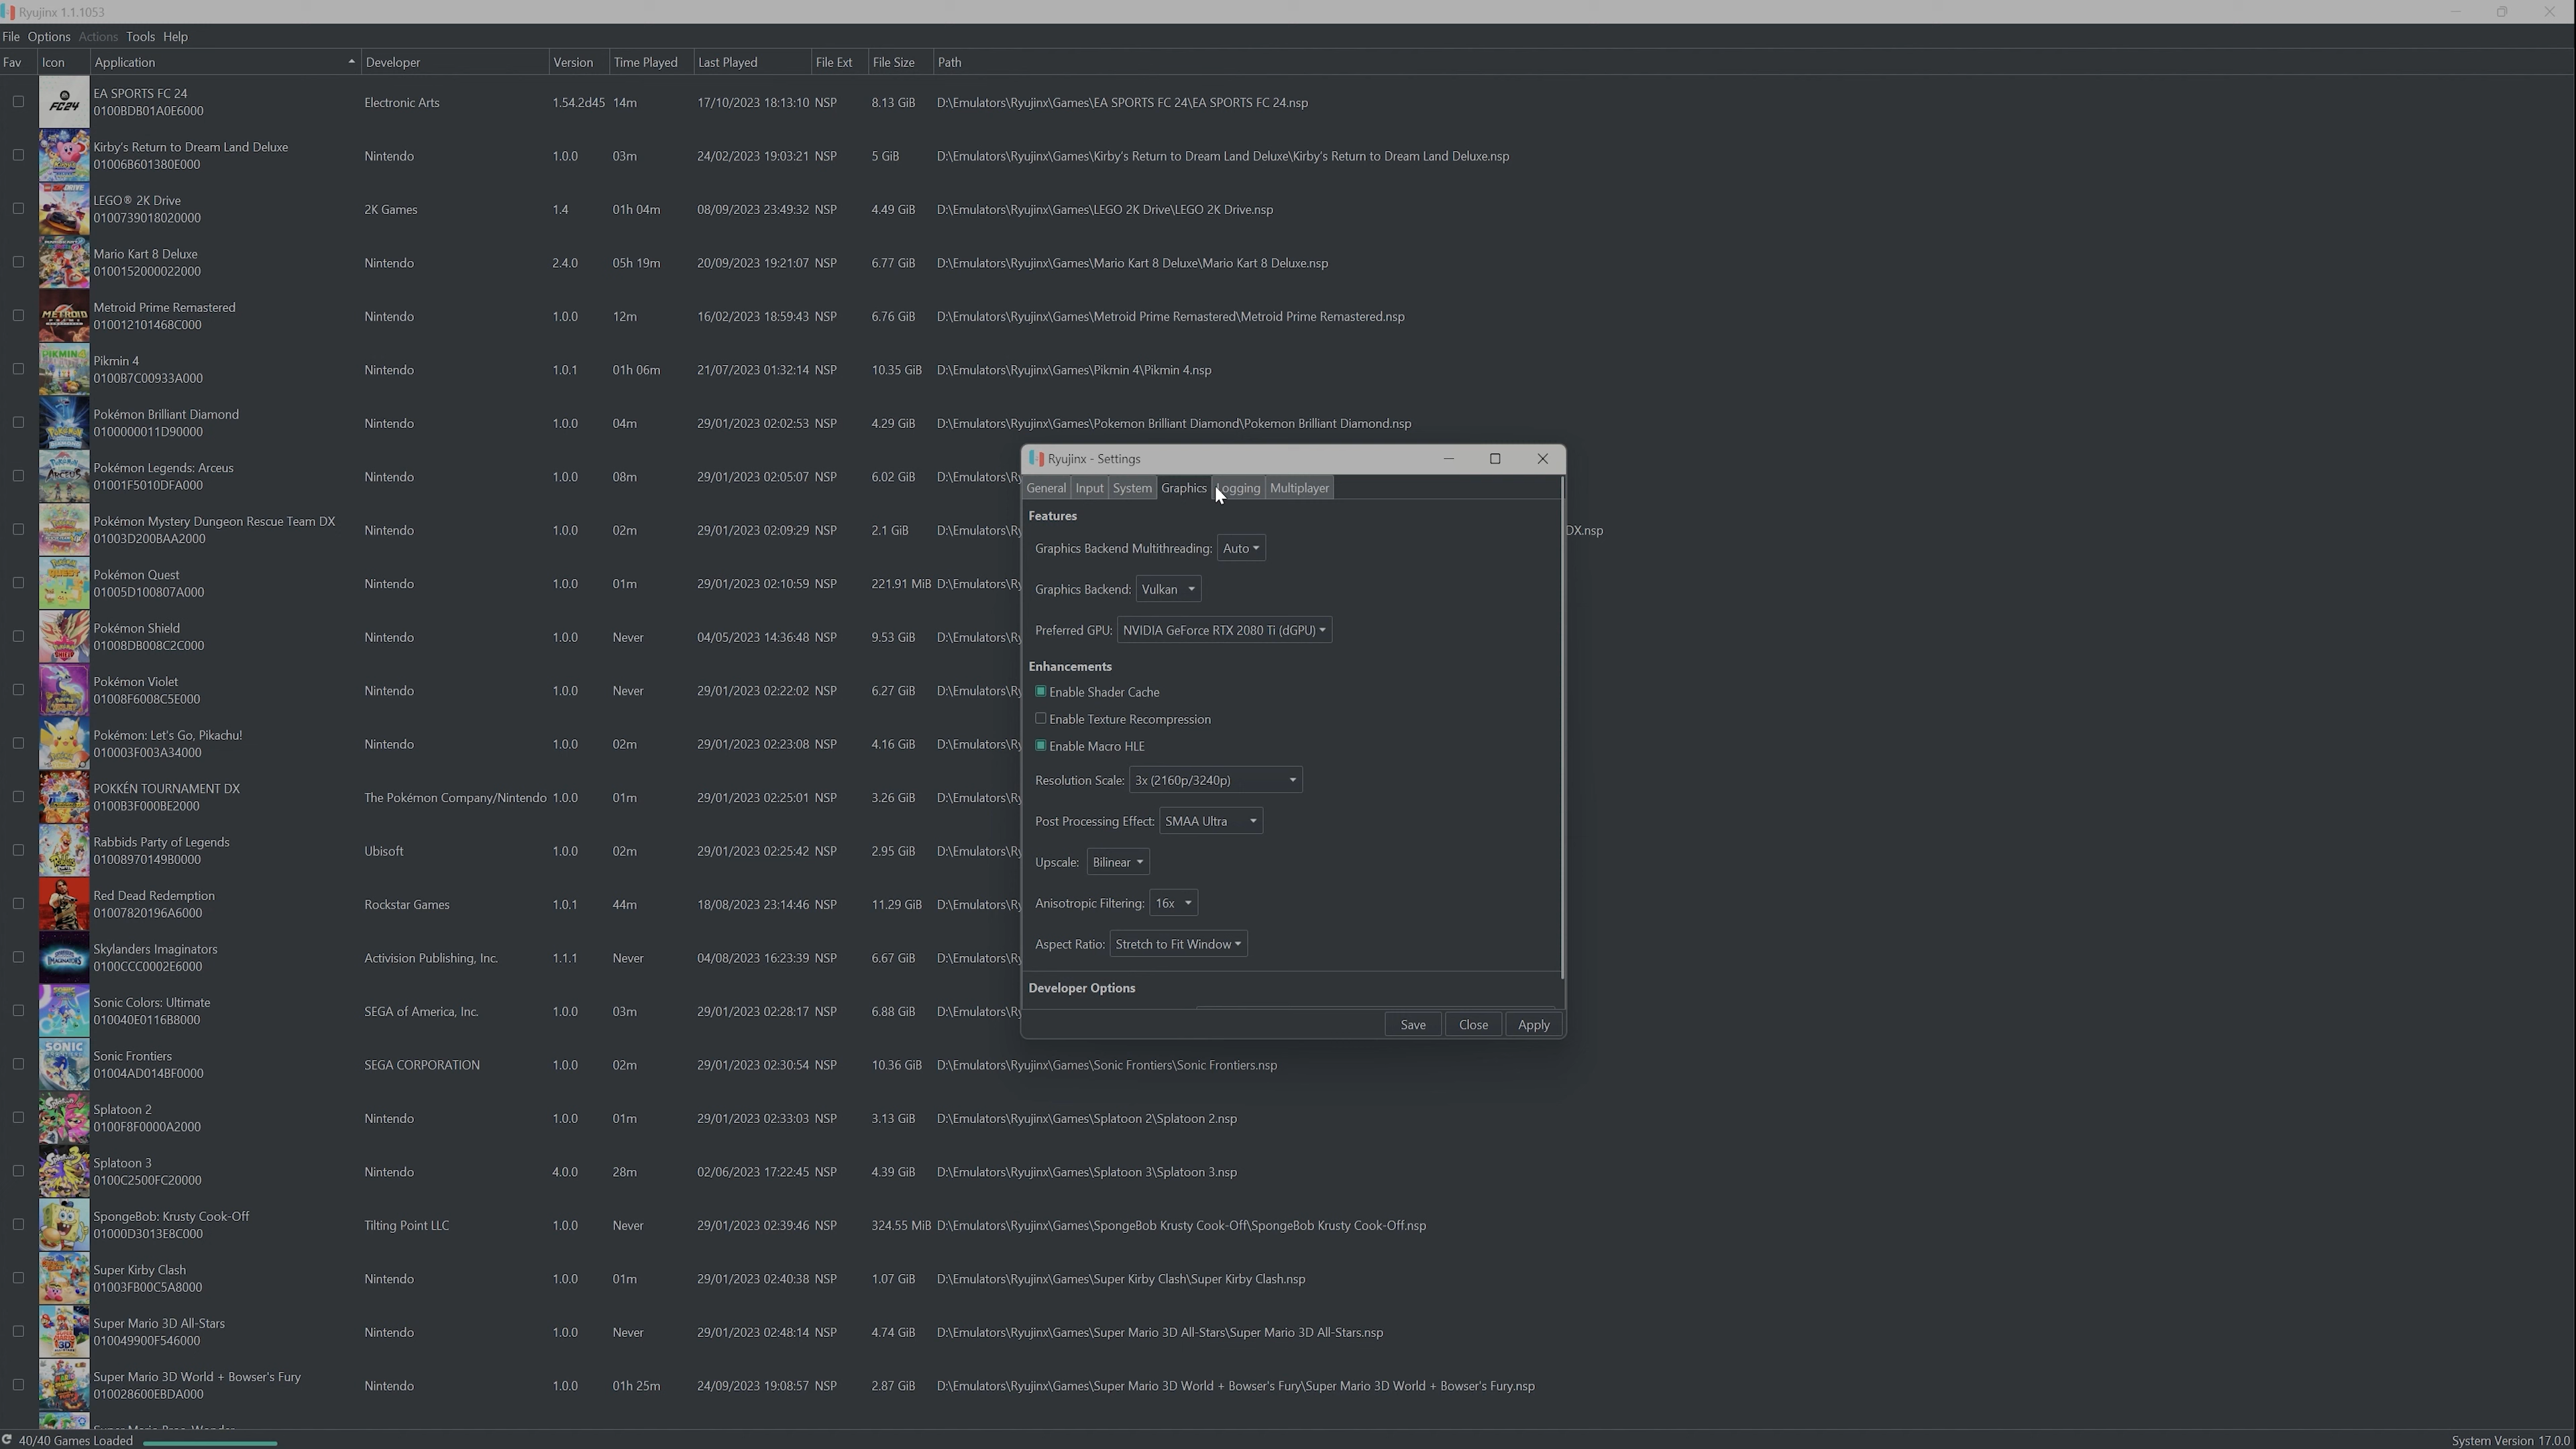 Ryujinx 1.1.1053
File Options Actions Tools Help
Fav Icon Application Developer Version Time Played Last Played File Ext File Size Path
EA SPORTS FC 24
0100BDB01A0E6000
Electronic Arts 1.54.2d45 14m 17/10/2023 18:13:10 NSP 8.13 GiB D:\Emulators\Ryujinx\Games\EA SPORTS FC 24\EA SPORTS FC 24.nsp
Kirby's Return to Dream Land Deluxe
01006B601380E000
Nintendo 1.0.0 03m 24/02/2023 19:03:21 NSP 5 GiB D:\Emulators\Ryujinx\Games\Kirby's Return to Dream Land Deluxe\Kirby's Return to Dream Land Deluxe.nsp
LEGO® 2K Drive
0100739018020000
2K Games 1.4 01h 04m 08/09/2023 23:49:32 NSP 4.49 GiB D:\Emulators\Ryujinx\Games\LEGO 2K Drive\LEGO 2K Drive.nsp
Mario Kart 8 Deluxe
0100152000022000
Nintendo 2.4.0 05h 19m 20/09/2023 19:21:07 NSP 6.77 GiB D:\Emulators\Ryujinx\Games\Mario Kart 8 Deluxe\Mario Kart 8 Deluxe.nsp
Metroid Prime Remastered
010012101468C000
Nintendo 1.0.0 12m 16/02/2023 18:59:43 NSP 6.76 GiB D:\Emulators\Ryujinx\Games\Metroid Prime Remastered\Metroid Prime Remastered.nsp
Pikmin 4
0100B7C00933A000
Nintendo 1.0.1 01h 06m 21/07/2023 01:32:14 NSP 10.35 GiB D:\Emulators\Ryujinx\Games\Pikmin 4\Pikmin 4.nsp
Pokémon Brilliant Diamond
0100000011D90000
Nintendo 1.0.0 04m 29/01/2023 02:02:53 NSP 4.29 GiB D:\Emulators\Ryujinx\Games\Pokemon Brilliant Diamond\Pokemon Brilliant Diamond.nsp
Pokémon Legends: Arceus
01001F5010DFA000
Nintendo 1.0.0 08m 29/01/2023 02:05:07 NSP 6.02 GiB D:\Emulators\Ry
Pokémon Mystery Dungeon Rescue Team DX
01003D200BAA2000
Nintendo 1.0.0 02m 29/01/2023 02:09:29 NSP 2.1 GiB D:\Emulators\Ry DX.nsp
Pokémon Quest
01005D100807A000
Nintendo 1.0.0 01m 29/01/2023 02:10:59 NSP 221.91 MiB D:\Emulators\Ry
Pokémon Shield
01008DB008C2C000
Nintendo 1.0.0 Never 04/05/2023 14:36:48 NSP 9.53 GiB D:\Emulators\Ry
Pokémon Violet
01008F6008C5E000
Nintendo 1.0.0 Never 29/01/2023 02:22:02 NSP 6.27 GiB D:\Emulators\Ry
Pokémon: Let's Go, Pikachu!
010003F003A34000
Nintendo 1.0.0 02m 29/01/2023 02:23:08 NSP 4.16 GiB D:\Emulators\Ry
POKKÉN TOURNAMENT DX
0100B3F000BE2000
The Pokémon Company/Nintendo 1.0.0 01m 29/01/2023 02:25:01 NSP 3.26 GiB D:\Emulators\Ry
Rabbids Party of Legends
01008970149B0000
Ubisoft 1.0.0 02m 29/01/2023 02:25:42 NSP 2.95 GiB D:\Emulators\Ry
Red Dead Redemption
01007820196A6000
Rockstar Games 1.0.1 44m 18/08/2023 23:14:46 NSP 11.29 GiB D:\Emulators\Ry
Skylanders Imaginators
0100CCC0002E6000
Activision Publishing, Inc. 1.1.1 Never 04/08/2023 16:23:39 NSP 6.67 GiB D:\Emulators\Ry
Sonic Colors: Ultimate
010040E0116B8000
SEGA of America, Inc. 1.0.0 03m 29/01/2023 02:28:17 NSP 6.88 GiB D:\Emulators\Ry
Sonic Frontiers
01004AD014BF0000
SEGA CORPORATION 1.0.0 02m 29/01/2023 02:30:54 NSP 10.36 GiB D:\Emulators\Ryujinx\Games\Sonic Frontiers\Sonic Frontiers.nsp
Splatoon 2
0100F8F0000A2000
Nintendo 1.0.0 01m 29/01/2023 02:33:03 NSP 3.13 GiB D:\Emulators\Ryujinx\Games\Splatoon 2\Splatoon 2.nsp
Splatoon 3
0100C2500FC20000
Nintendo 4.0.0 28m 02/06/2023 17:22:45 NSP 4.39 GiB D:\Emulators\Ryujinx\Games\Splatoon 3\Splatoon 3.nsp
SpongeBob: Krusty Cook-Off
01000D3013E8C000
Tilting Point LLC 1.0.0 Never 29/01/2023 02:39:46 NSP 324.55 MiB D:\Emulators\Ryujinx\Games\SpongeBob Krusty Cook-Off\SpongeBob Krusty Cook-Off.nsp
Super Kirby Clash
01003FB00C5A8000
Nintendo 1.0.0 01m 29/01/2023 02:40:38 NSP 1.07 GiB D:\Emulators\Ryujinx\Games\Super Kirby Clash\Super Kirby Clash.nsp
Super Mario 3D All-Stars
010049900F546000
Nintendo 1.0.0 Never 29/01/2023 02:48:14 NSP 4.74 GiB D:\Emulators\Ryujinx\Games\Super Mario 3D All-Stars\Super Mario 3D All-Stars.nsp
Super Mario 3D World + Bowser's Fury
010028600EBDA000
Nintendo 1.0.0 01h 25m 24/09/2023 19:08:57 NSP 2.87 GiB D:\Emulators\Ryujinx\Games\Super Mario 3D World + Bowser's Fury\Super Mario 3D World + Bowser's Fury.nsp
40/40 Games Loaded
System Version 17.0.0
Ryujinx - Settings
General Input System Graphics Logging Multiplayer
Features
Graphics Backend Multithreading: Auto
Graphics Backend: Vulkan
Preferred GPU: NVIDIA GeForce RTX 2080 Ti (dGPU)
Enhancements
Enable Shader Cache
Enable Texture Recompression
Enable Macro HLE
Resolution Scale: 3x (2160p/3240p)
Post Processing Effect: SMAA Ultra
Upscale: Bilinear
Anisotropic Filtering: 16x
Aspect Ratio: Stretch to Fit Window
Developer Options
Save Close Apply